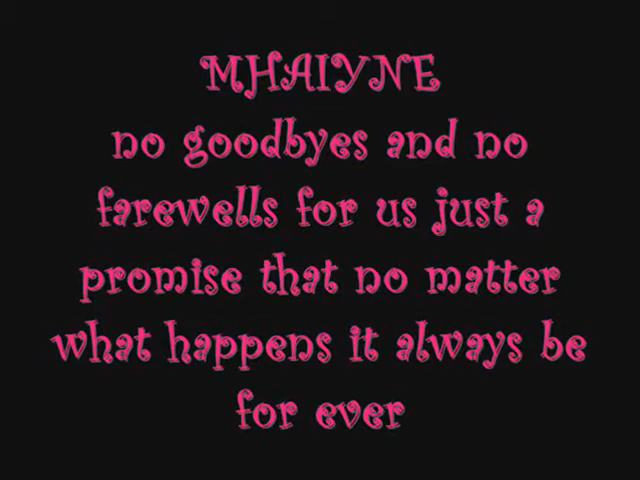 MHAIYNE
no goodbyes and no
farewells for us just a
promise that no matter
what happens it always be
for ever